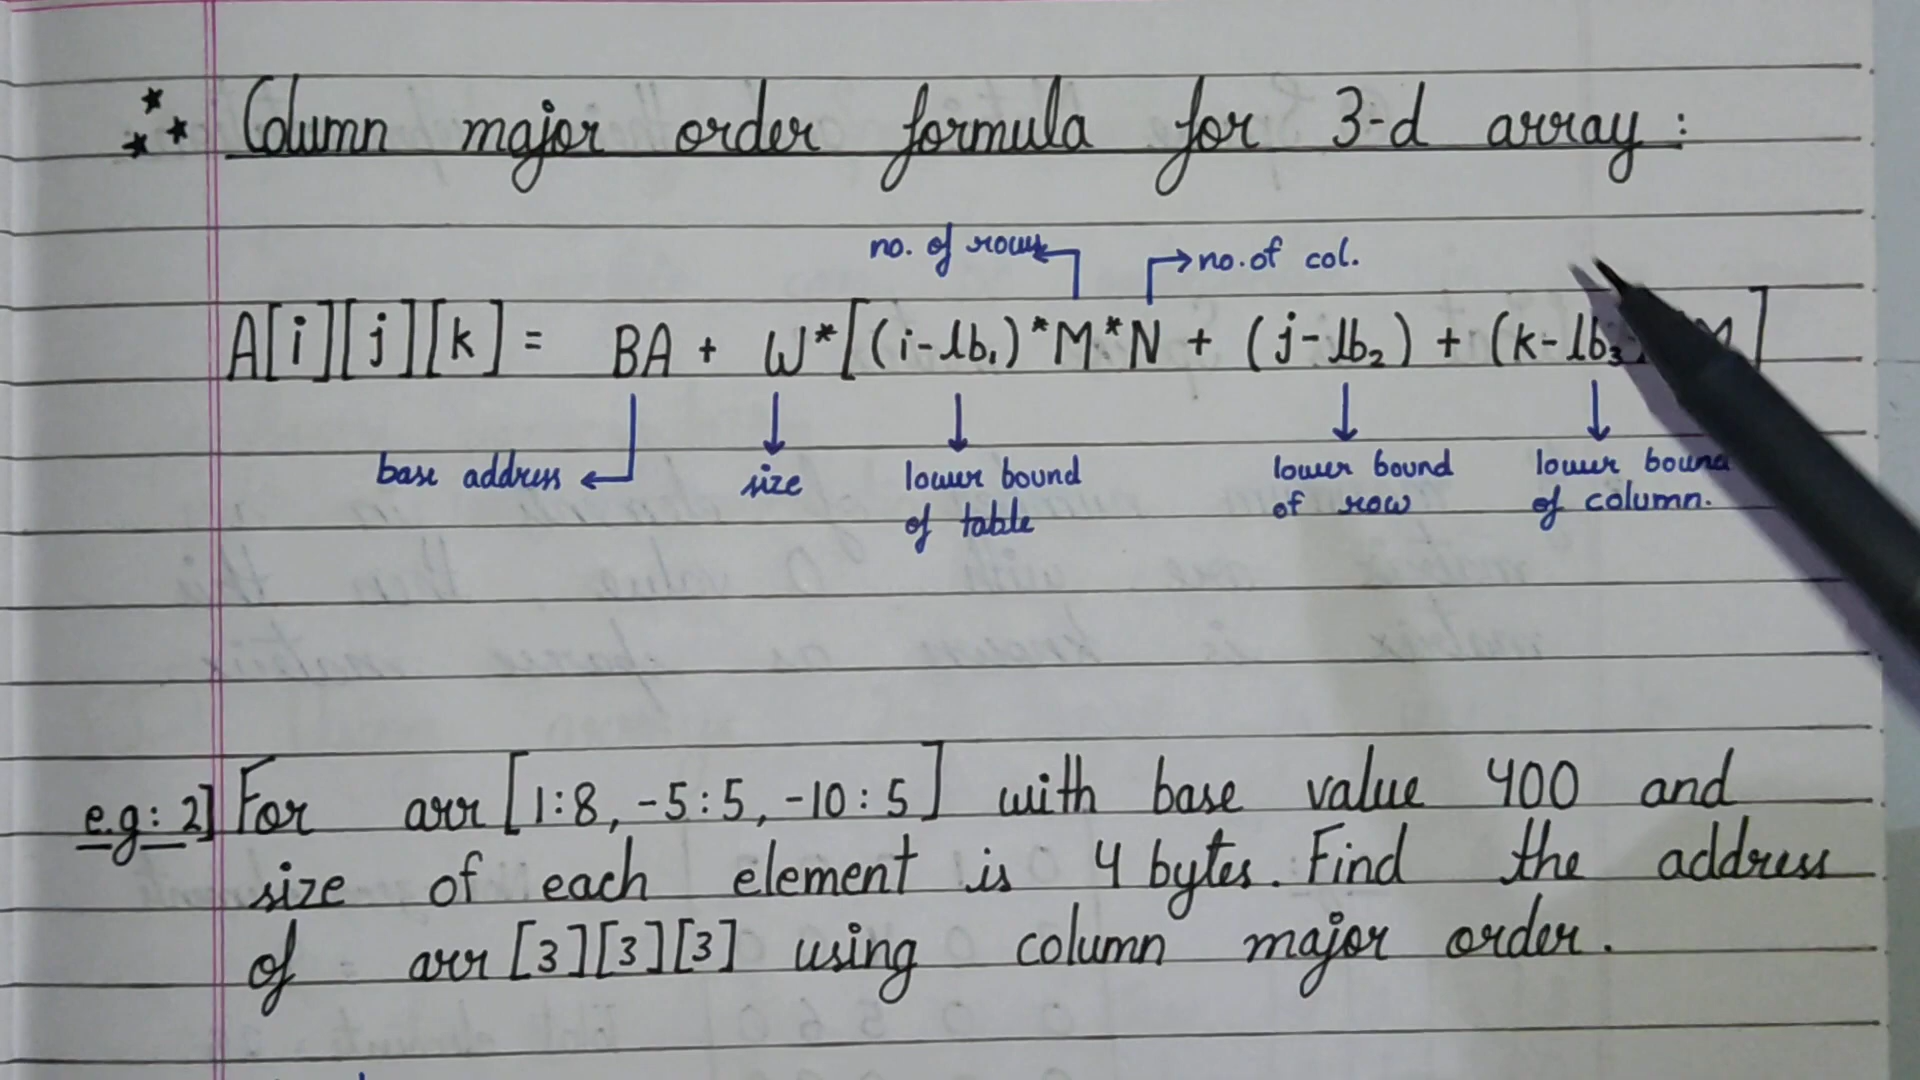 Column major order formula for 3-d array :
no. of rows no. of col.
A[i][j][k] = BA + W*[(i-lb₁)*M*N + (j-lb₂) + (k-lb₃ M]
base address size lower bound of table lower bound of row lower bound of column.
e.g: 2] For arr [1:8, -5:5, -10:5] with base value 400 and
size of each element is 4 bytes. Find the address
of arr [3][3][3] using column major order.